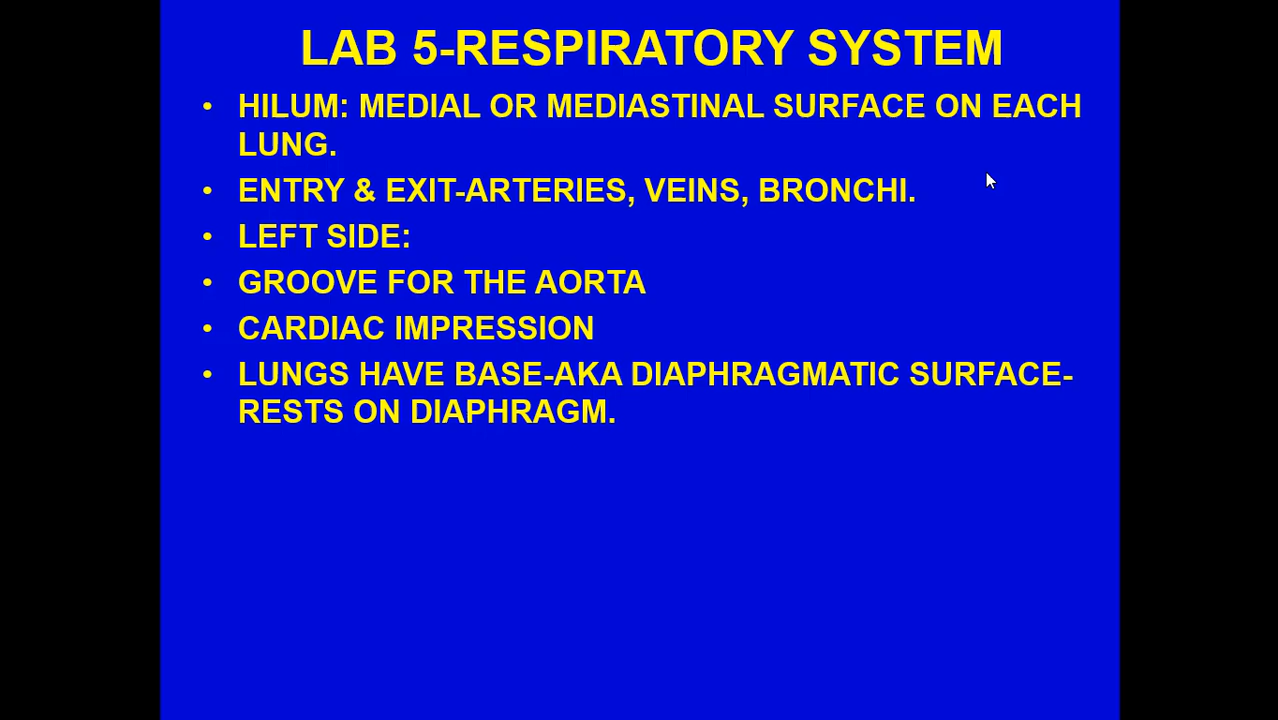 LAB 5-RESPIRATORY SYSTEM
• HILUM: MEDIAL OR MEDIASTINAL SURFACE ON EACH
LUNG.
• ENTRY & EXIT-ARTERIES, VEINS, BRONCHI.
• LEFT SIDE:
• GROOVE FOR THE AORTA
• CARDIAC IMPRESSION
• LUNGS HAVE BASE-AKA DIAPHRAGMATIC SURFACE-
RESTS ON DIAPHRAGM.